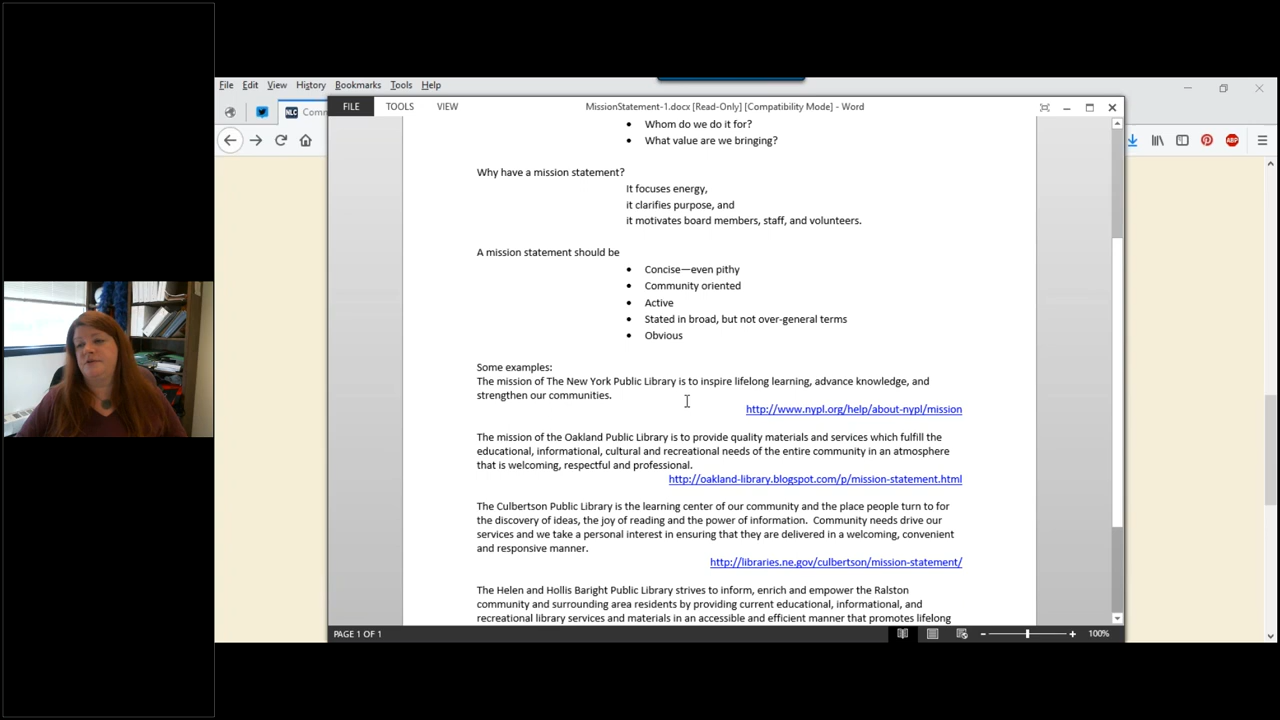 File Edit View History Bookmarks Tools Help
NLC Comm
FILE TOOLS VIEW
MissionStatement-1.docx [Read-Only] [Compatibility Mode] - Word
ABP
• Whom do we do it for?
• What value are we bringing?
Why have a mission statement?
It focuses energy,
it clarifies purpose, and
it motivates board members, staff, and volunteers.
A mission statement should be
• Concise—even pithy
• Community oriented
• Active
• Stated in broad, but not over-general terms
• Obvious
Some examples:
The mission of The New York Public Library is to inspire lifelong learning, advance knowledge, and
strengthen our communities.
http://www.nypl.org/help/about-nypl/mission
The mission of the Oakland Public Library is to provide quality materials and services which fulfill the
educational, informational, cultural and recreational needs of the entire community in an atmosphere
that is welcoming, respectful and professional.
http://oakland-library.blogspot.com/p/mission-statement.html
The Culbertson Public Library is the learning center of our community and the place people turn to for
the discovery of ideas, the joy of reading and the power of information.  Community needs drive our
services and we take a personal interest in ensuring that they are delivered in a welcoming, convenient
and responsive manner.
http://libraries.ne.gov/culbertson/mission-statement/
The Helen and Hollis Baright Public Library strives to inform, enrich and empower the Ralston
community and surrounding area residents by providing current educational, informational, and
recreational library services and materials in an accessible and efficient manner that promotes lifelong
PAGE 1 OF 1
100%